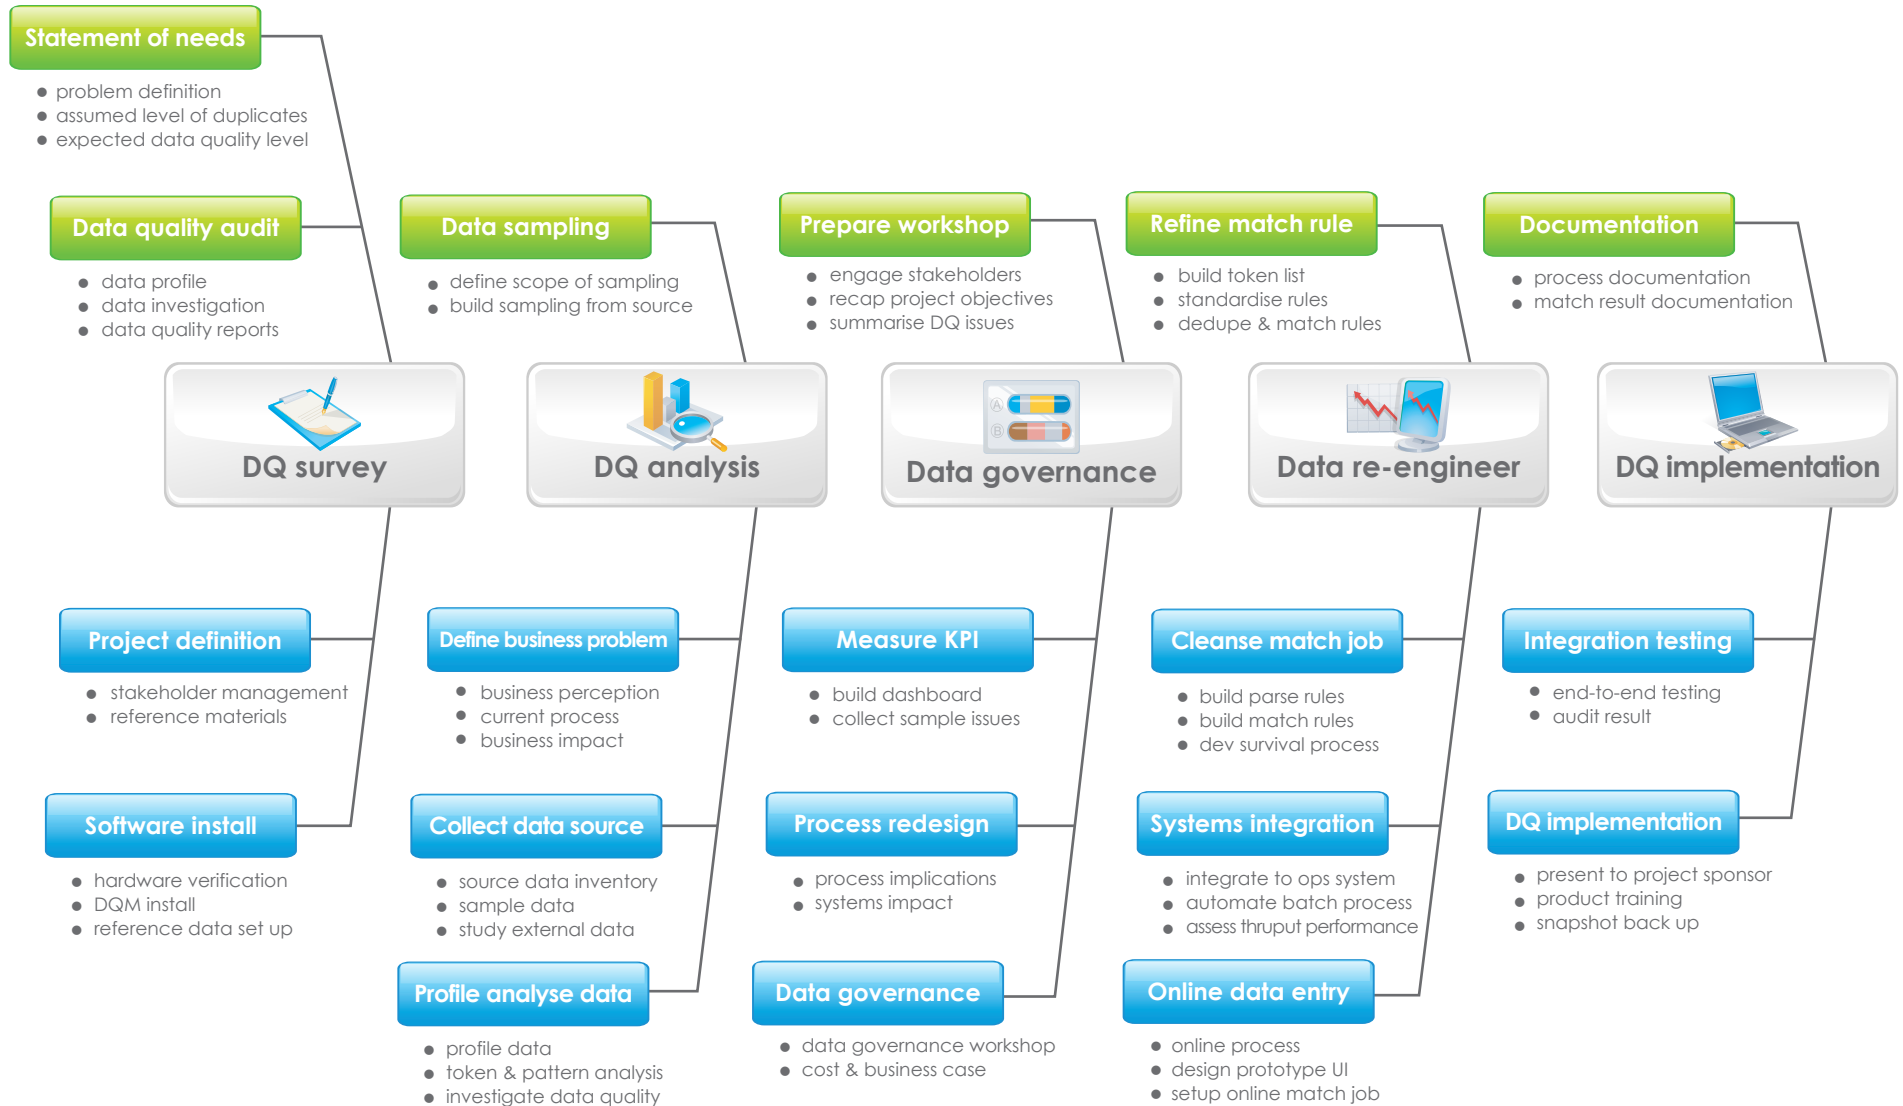 Statement of needs
problem definition
assumed level of duplicates
expected data quality level
Data quality audit
data profile
data investigation
data quality reports
Data sampling
define scope of sampling
build sampling from source
Prepare workshop
engage stakeholders
recap project objectives
summarise DQ issues
Refine match rule
build token list
standardise rules
dedupe & match rules
Documentation
process documentation
match result documentation
DQ survey
DQ analysis
A
B
Data governance
Data re-engineer
DQ implementation
Project definition
stakeholder management
reference materials
Software install
hardware verification
DQM install
reference data set up
Define business problem
business perception
current process
business impact
Collect data source
source data inventory
sample data
study external data
Profile analyse data
profile data
token & pattern analysis
investigate data quality
Measure KPI
build dashboard
collect sample issues
Process redesign
process implications
systems impact
Data governance
data governance workshop
cost & business case
Cleanse match job
build parse rules
build match rules
dev survival process
Systems integration
integrate to ops system
automate batch process
assess thruput performance
Online data entry
online process
design prototype UI
setup online match job
Integration testing
end-to-end testing
audit result
DQ implementation
present to project sponsor
product training
snapshot back up